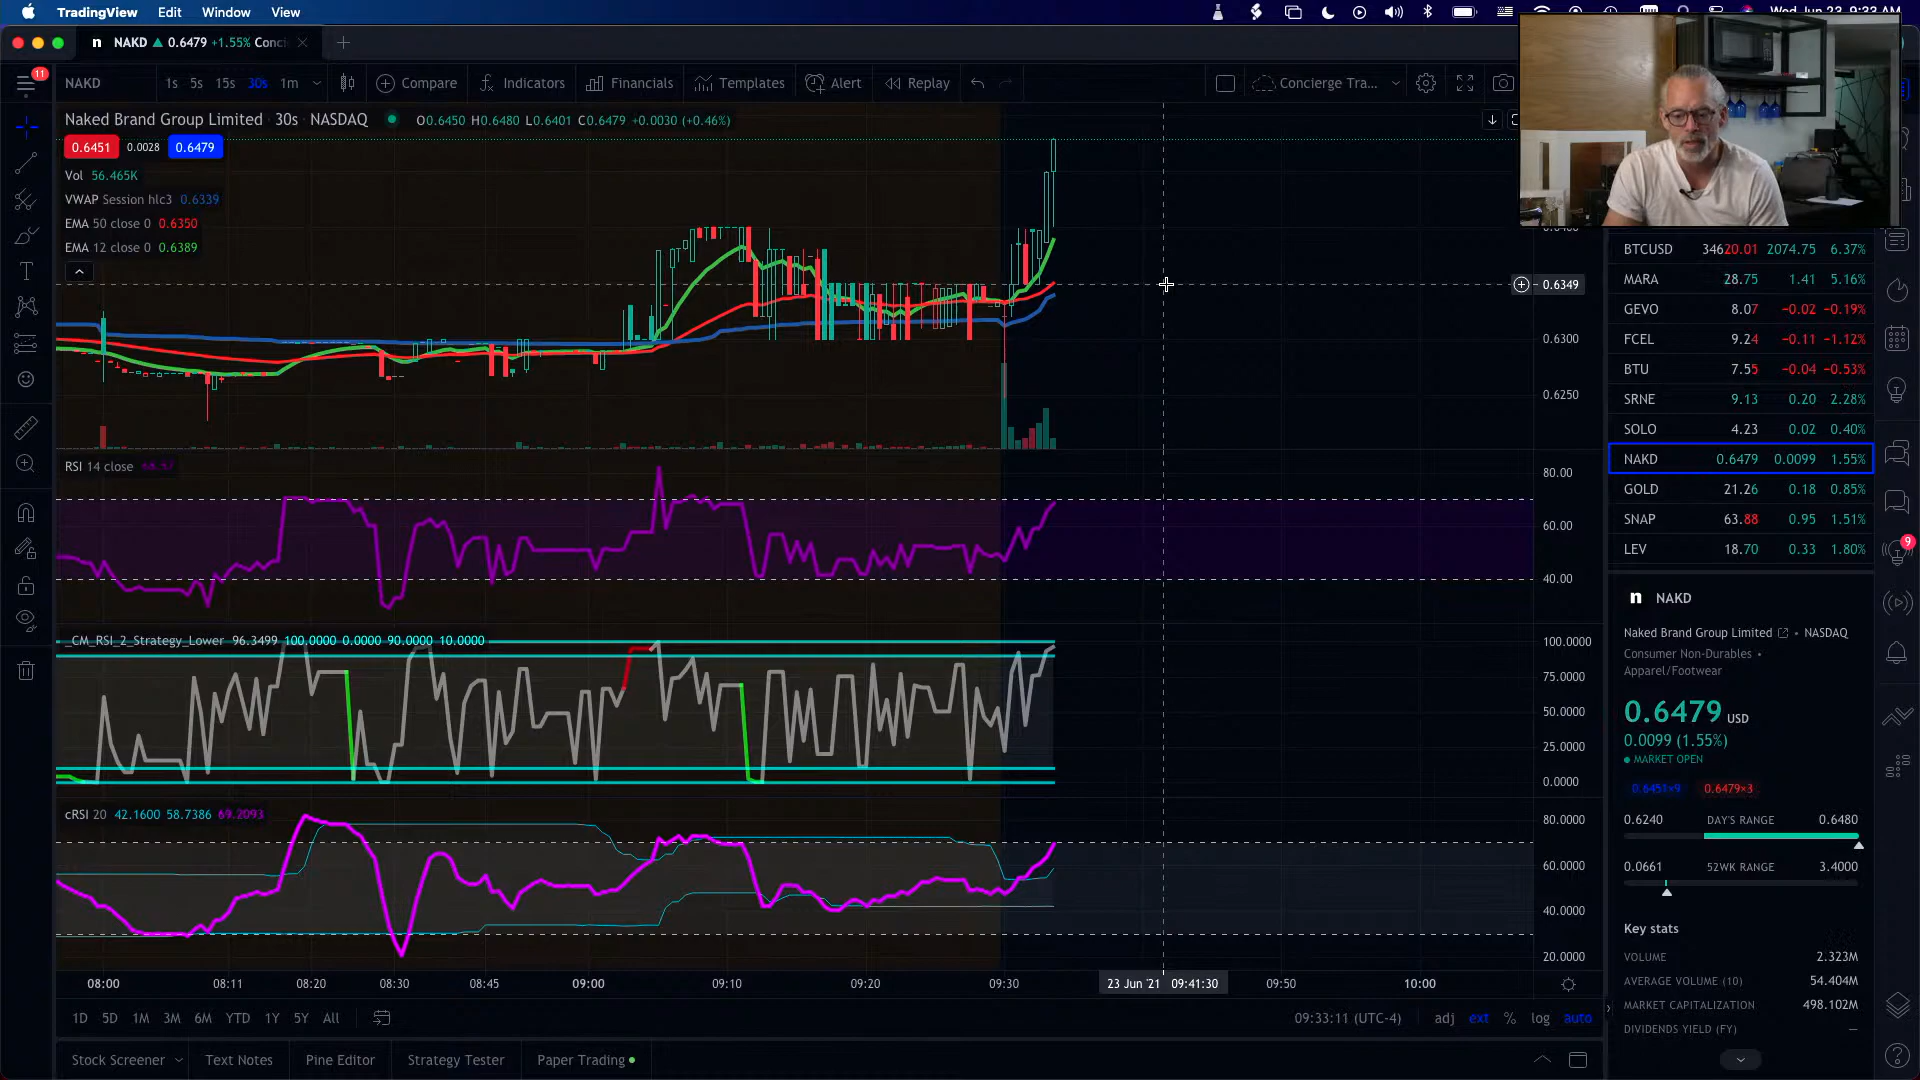 TradingView Edit Window View
Wed Jun 23 9:33 AM
NAKD ▲ 0.6479 +1.55% Conci
11
NAKD 1s 5s 15s 30s 1m Compare Indicators Financials Templates Alert Replay Concierge Tra...
Naked Brand Group Limited · 30s · NASDAQ O0.6450 H0.6480 L0.6401 C0.6479 +0.0030 (+0.46%)
0.6451 0.0028 0.6479
Vol 56.465K
VWAP Session hlc3 0.6339
EMA 50 close 0 0.6350
EMA 12 close 0 0.6389
0.6349
0.6300
0.6250
RSI 14 close
80.00
60.00
40.00
_CM_RSI_2_Strategy_Lower 96.3499 100.0000 0.0000 90.0000 10.0000
100.0000
75.0000
50.0000
25.0000
0.0000
cRSI 20 42.1600 58.7386 69.2093
80.0000
60.0000
40.0000
20.0000
08:00 08:11 08:20 08:30 08:45 09:00 09:10 09:20 09:30 23 Jun '21 09:41:30 09:50 10:00
1D 5D 1M 3M 6M YTD 1Y 5Y All 09:33:11 (UTC-4) adj ext % log auto
Stock Screener Text Notes Pine Editor Strategy Tester Paper Trading
BTCUSD 34620.01 2074.75 6.37%
MARA 28.75 1.41 5.16%
GEVO 8.07 −0.02 −0.19%
FCEL 9.24 −0.11 −1.12%
BTU 7.55 −0.04 −0.53%
SRNE 9.13 0.20 2.28%
SOLO 4.23 0.02 0.40%
NAKD 0.6479 0.0099 1.55%
GOLD 21.26 0.18 0.85%
SNAP 63.88 0.95 1.51%
LEV 18.70 0.33 1.80%
9
n NAKD
Naked Brand Group Limited • NASDAQ
Consumer Non-Durables •
Apparel/Footwear
0.6479 USD
0.0099 (1.55%)
• MARKET OPEN
0.6451×9 0.6479×3
0.6240 DAY'S RANGE 0.6480
0.0661 52WK RANGE 3.4000
Key stats
VOLUME 2.323M
AVERAGE VOLUME (10) 54.404M
MARKET CAPITALIZATION 498.102M
DIVIDENDS YIELD (FY) —